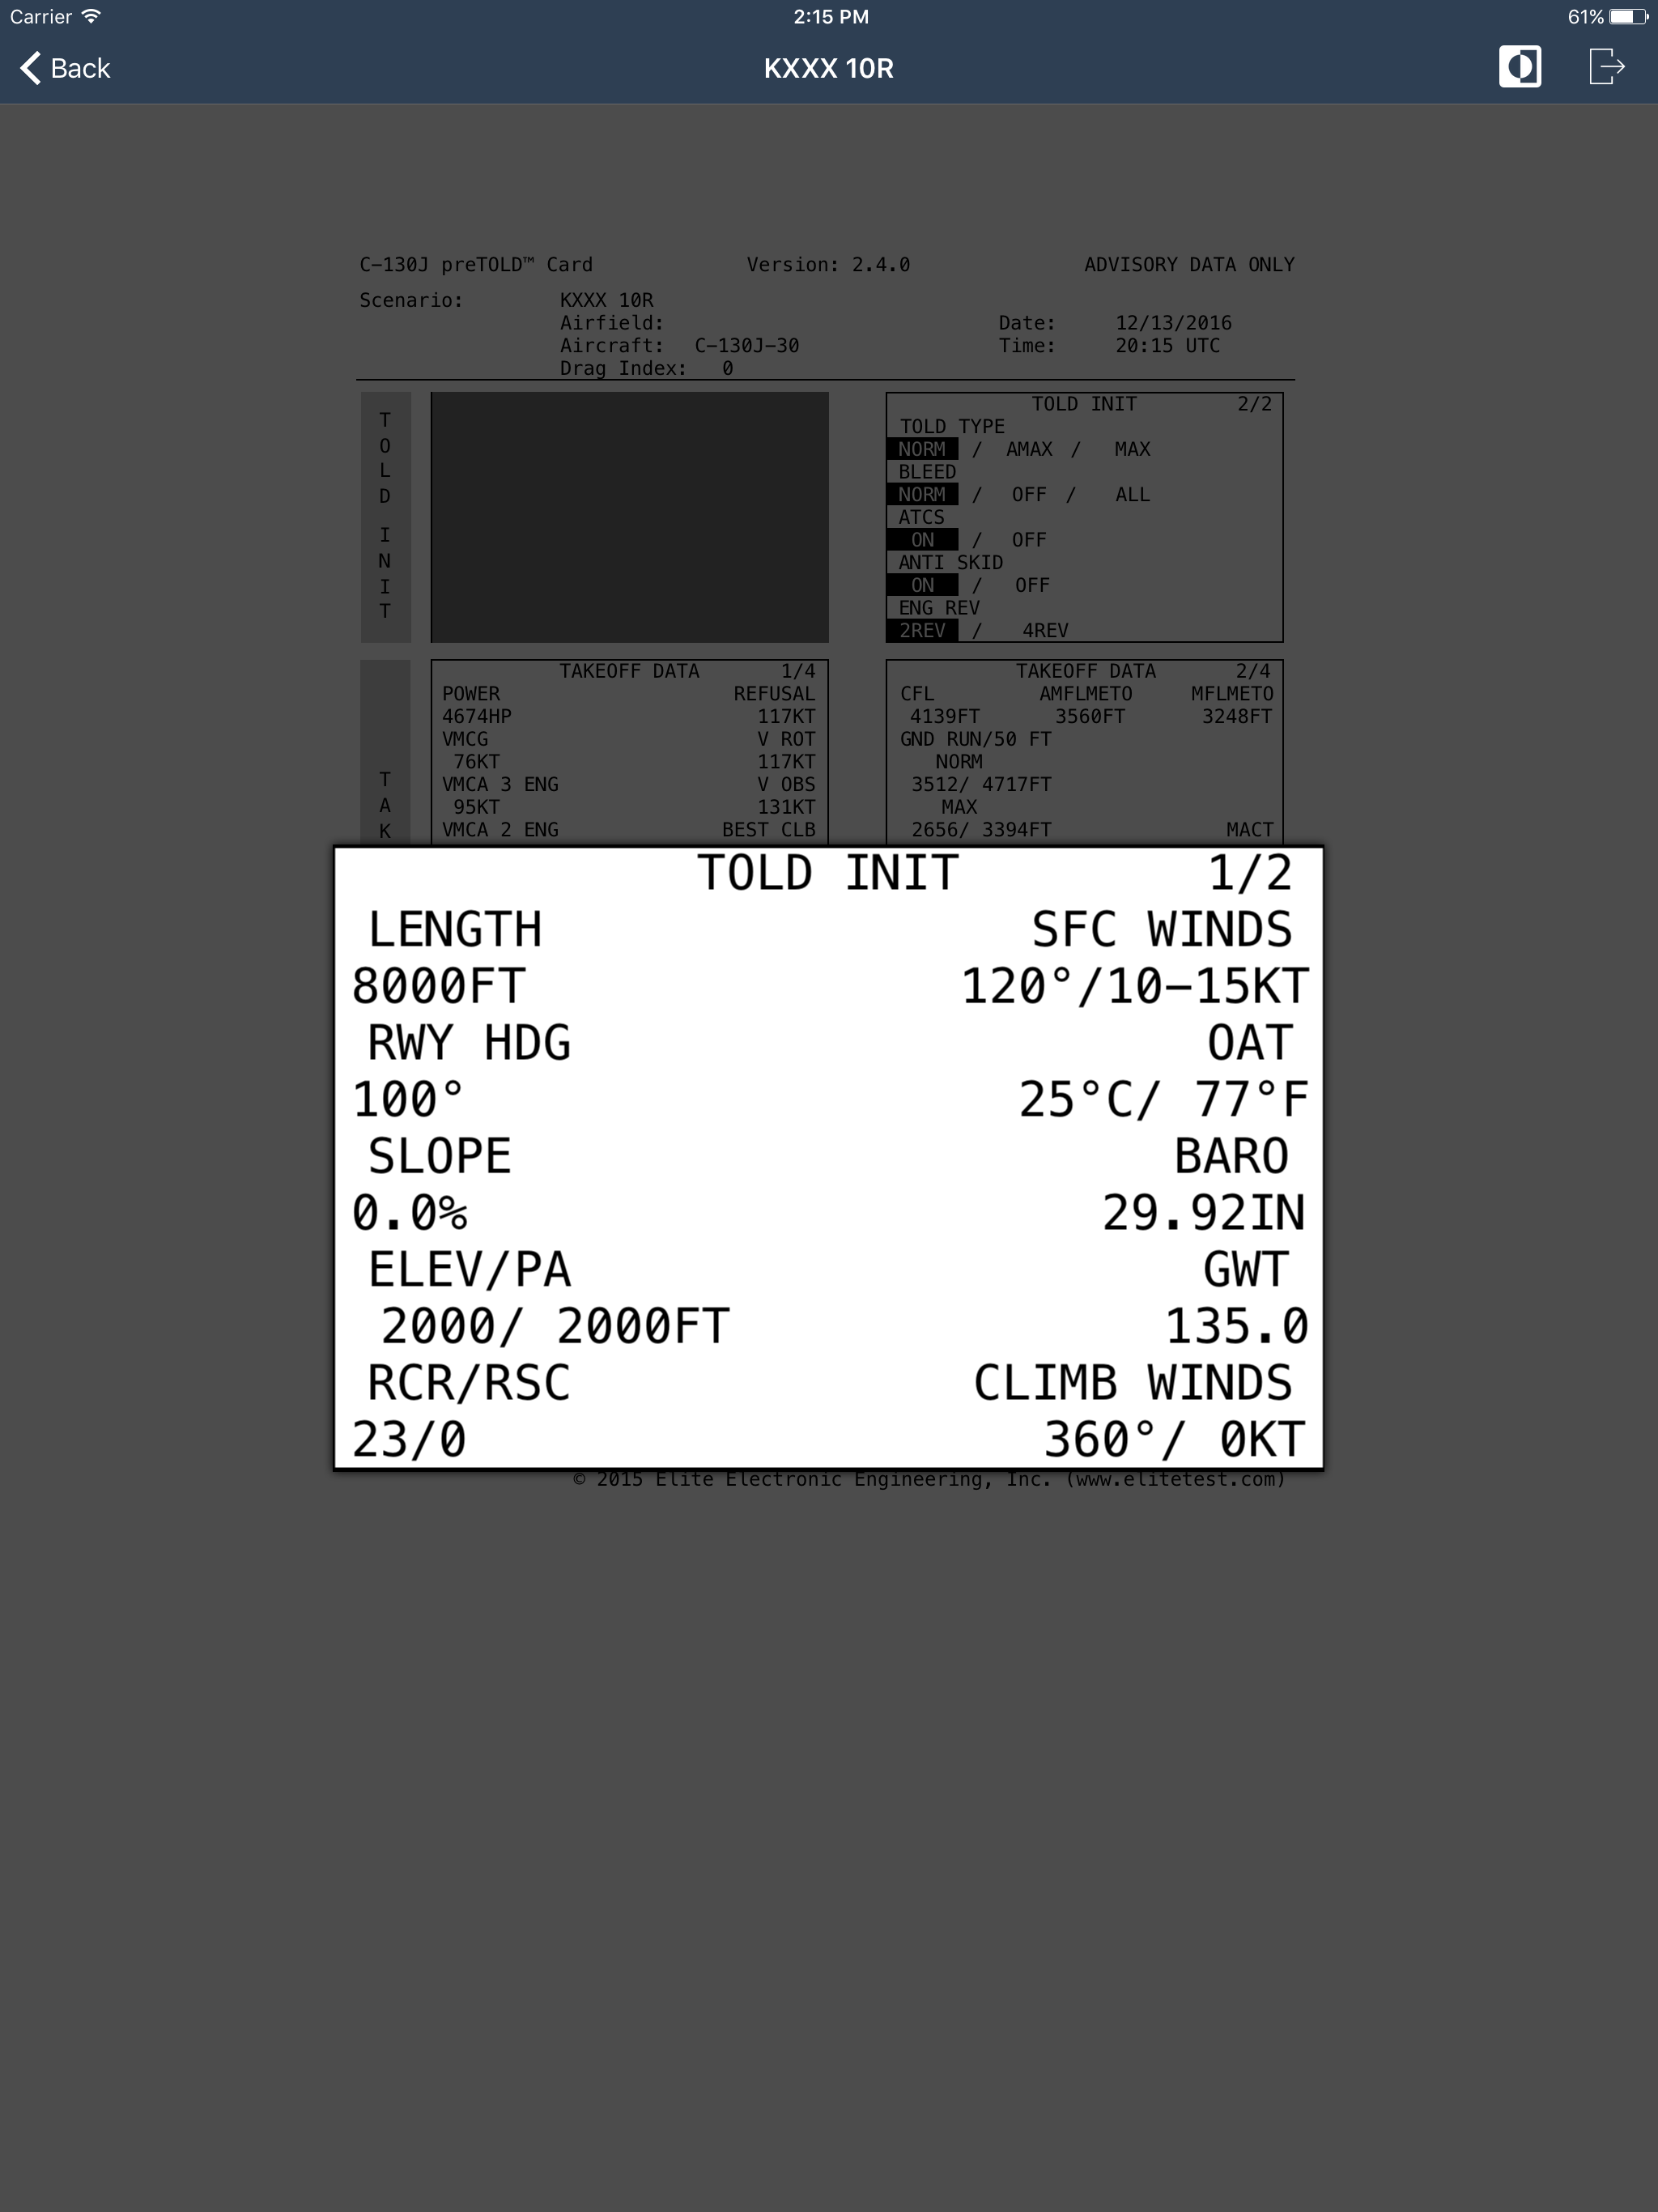 Carrier 2:15 PM 61%
Back KXXX 10R
C-130J preTOLD™ Card Version: 2.4.0 ADVISORY DATA ONLY
Scenario: KXXX 10R
Airfield: Date: 12/13/2016
Aircraft: C-130J-30 Time: 20:15 UTC
Drag Index: 0
TOLD INIT
TOLD INIT 2/2
TOLD TYPE
NORM / AMAX / MAX
BLEED
NORM / OFF / ALL
ATCS
ON / OFF
ANTI SKID
ON / OFF
ENG REV
2REV / 4REV
TAK
TAKEOFF DATA 1/4
POWER REFUSAL
4674HP 117KT
VMCG V ROT
76KT 117KT
VMCA 3 ENG V OBS
95KT 131KT
VMCA 2 ENG BEST CLB
TAKEOFF DATA 2/4
CFL AMFLMETO MFLMETO
4139FT 3560FT 3248FT
GND RUN/50 FT
NORM
3512/ 4717FT
MAX
2656/ 3394FT MACT
TOLD INIT 1/2
LENGTH SFC WINDS
8000FT 120°/10-15KT
RWY HDG OAT
100° 25°C/ 77°F
SLOPE BARO
0.0% 29.92IN
ELEV/PA GWT
2000/ 2000FT 135.0
RCR/RSC CLIMB WINDS
23/0 360°/ 0KT
© 2015 Elite Electronic Engineering, Inc. (www.elitetest.com)